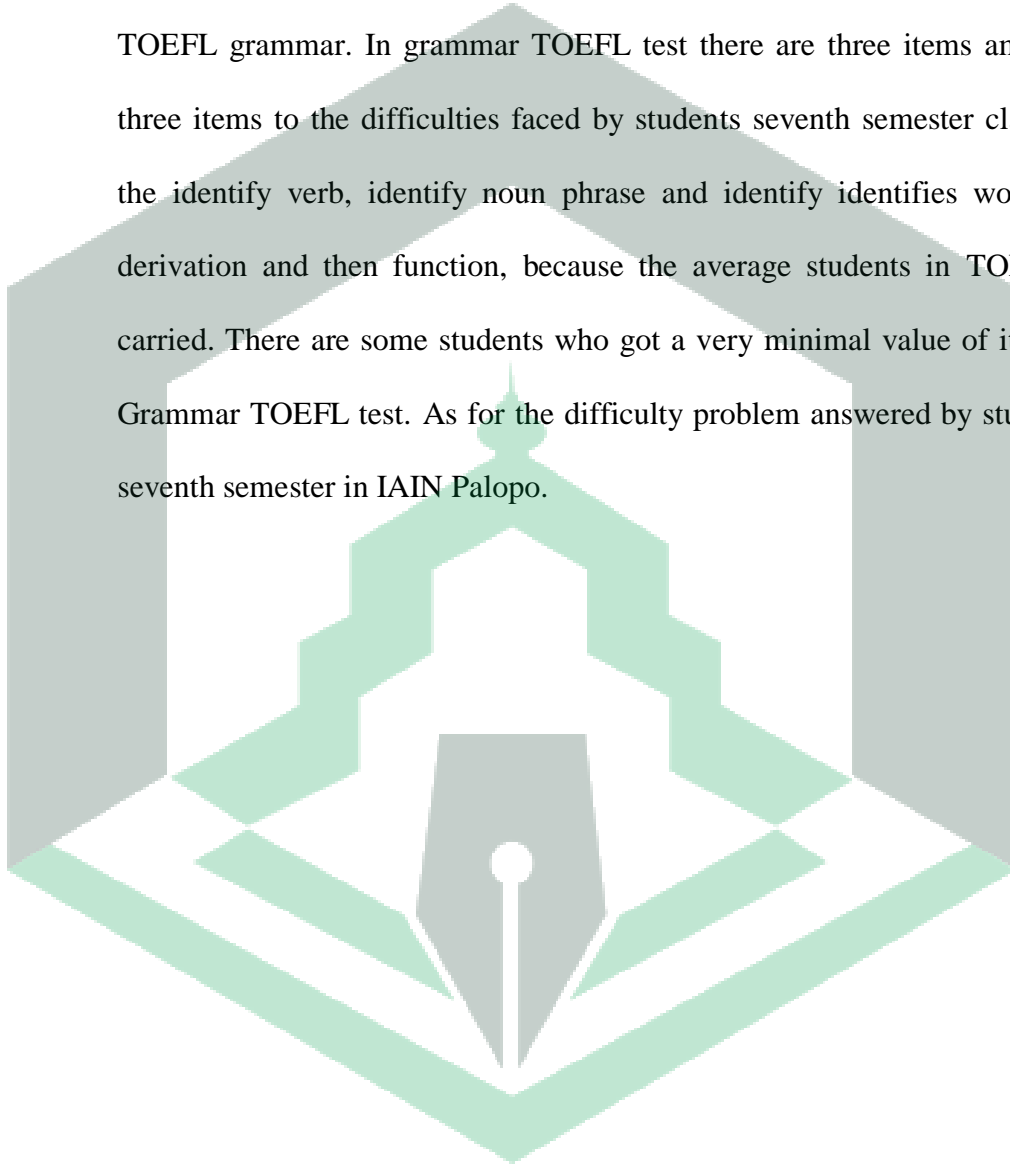 TOEFL grammar. In grammar TOEFL test there are three items an
three items to the difficulties faced by students seventh semester cl
the identify verb, identify noun phrase and identify identifies wo
derivation and then function, because the average students in TO
carried. There are some students who got a very minimal value of i
Grammar TOEFL test. As for the difficulty problem answered by stu
seventh semester in IAIN Palopo.